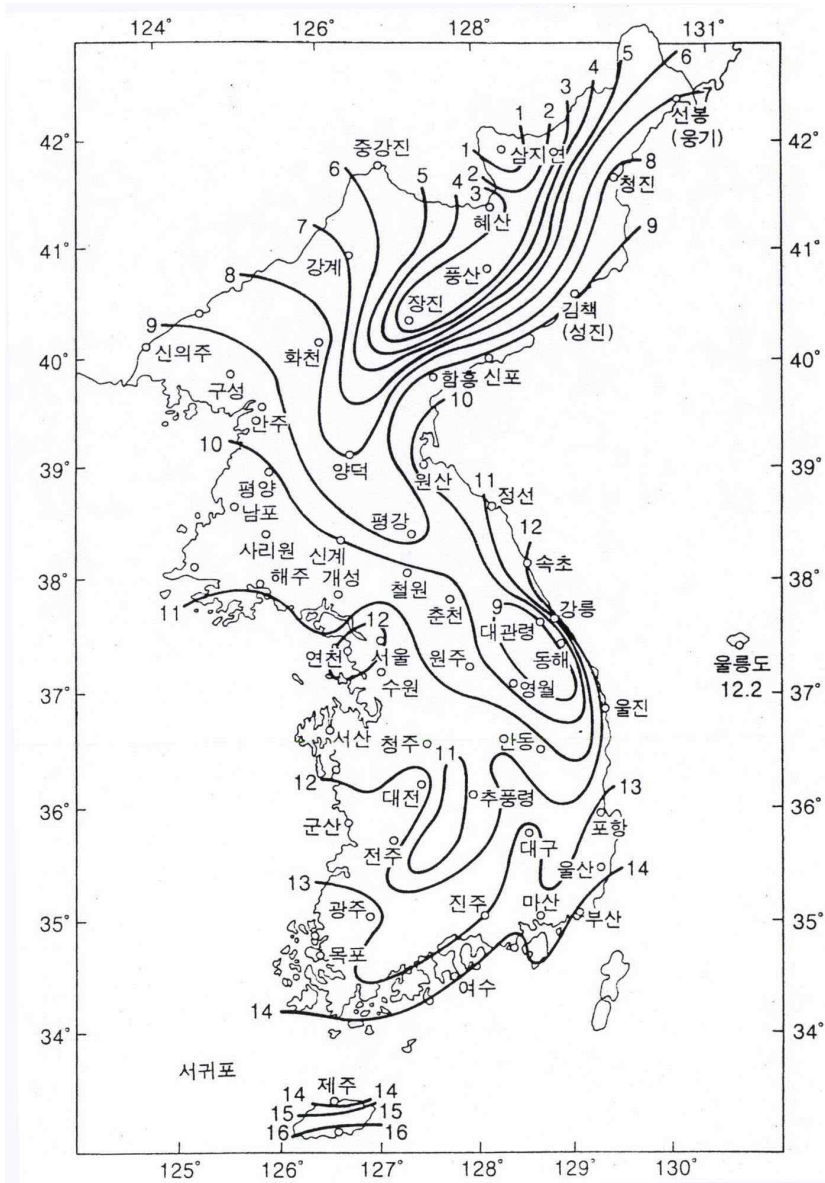 124° 126° 128° 131°
1 2 3 4 5 6
7
선봉
(웅기)
42° 42°
중강진
1 삼지연
6 5 4 2
3
8
청진
혜산
7 9
41° 41°
강계
풍산
8
장진
김책
(성진)
9
신의주 화천
40° 40°
구성 함흥 신포
안주
10 10
39° 39°
양덕 원산
평양
11
정선
남포
평강
12
사리원 신계 속초
38° 38°
해주 개성 철원
11
춘천
9 강릉
12 대관령
연천 서울 원주 동해 울릉도
37° 12.2 37°
수원 영월
울진
서산
청주 11 안동
12
대전 추풍령 13
36° 36°
군산 포항
전주 대구
울산 14
13
광주 진주 마산
35° 부산 35°
목포
여수
14
34° 34°
서귀포
제주
14 14
15 15
16 16
125° 126° 127° 128° 129° 130°